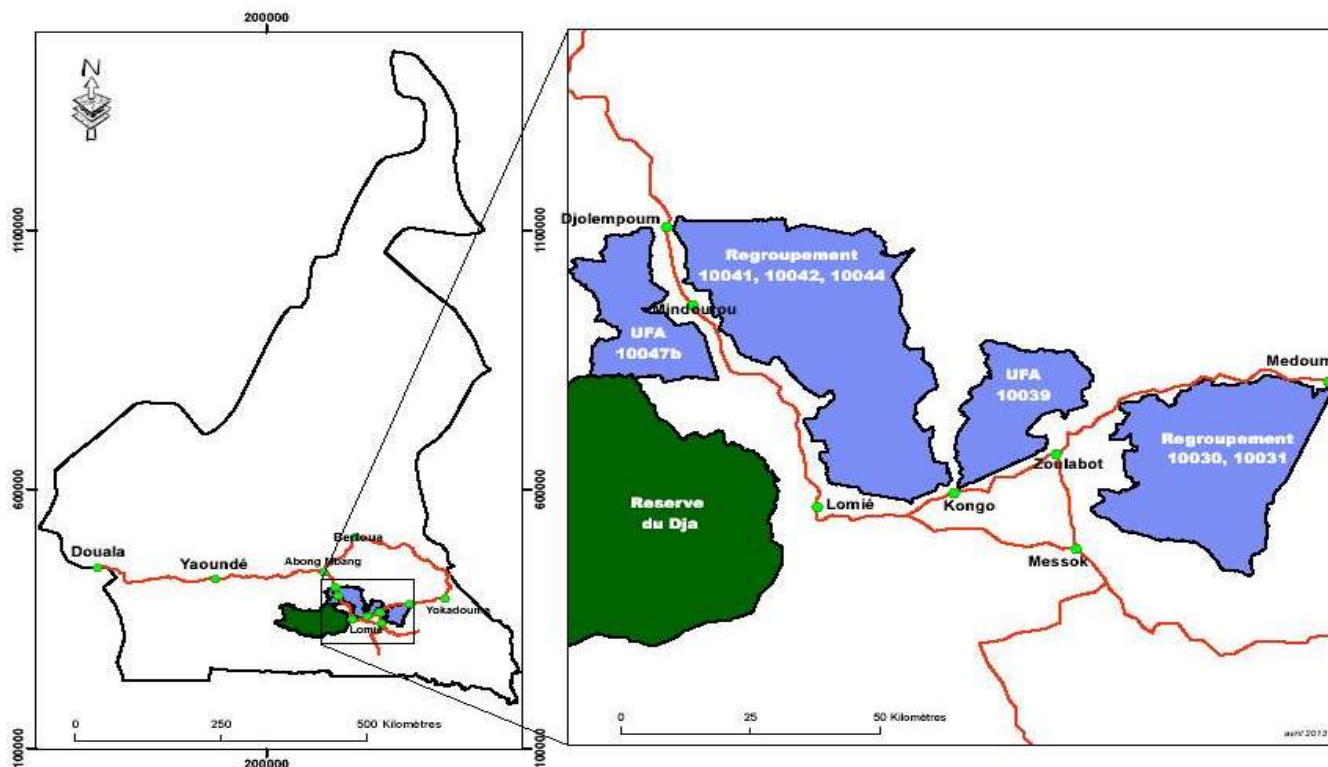 200000
N
1100000
600000
100000
Douala
Yaoundé
Abong Mbang
Bertoua
Lomié
Yokadouma
0 250 500 Kilomètres
200000
1100000
600000
100000
Djolempoum
Regroupement
10041, 10042, 10044
Mindourou
UFA
10047b
UFA
10039
Medoum
Regroupement
10030, 10031
Zoulabot
Reserve
du Dja
Lomié
Kongo
Messok
0 25 50 Kilomètres
avril 2013